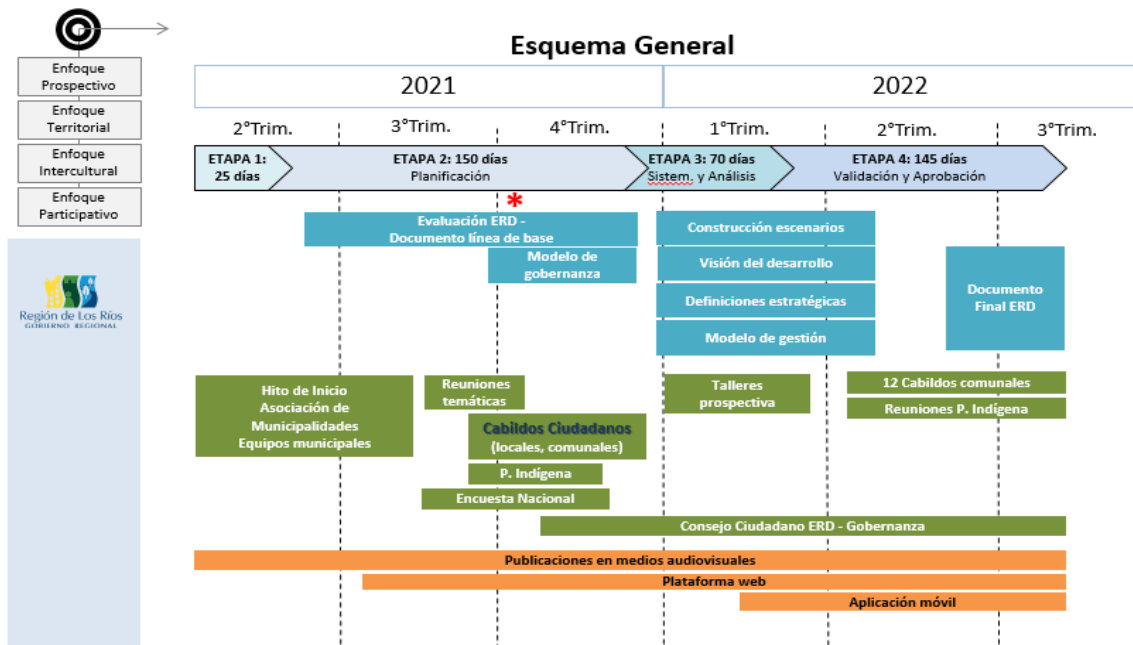 Esquema General
Enfoque
Prospectivo
Enfoque
Territorial
Enfoque
Intercultural
Enfoque
Participativo
Región de Los Ríos
GOBIERNO REGIONAL
2021
2022
2°Trim.
3°Trim.
4°Trim.
1°Trim.
2°Trim.
3°Trim.
ETAPA 1:
25 días
ETAPA 2: 150 días
Planificación
ETAPA 3: 70 días
Sistem. y Análisis
ETAPA 4: 145 días
Validación y Aprobación
*
Evaluación ERD -
Documento línea de base
Modelo de
gobernanza
Construcción escenarios
Visión del desarrollo
Definiciones estratégicas
Modelo de gestión
Documento
Final ERD
Hito de Inicio
Asociación de
Municipalidades
Equipos municipales
Reuniones
temáticas
Cabildos Ciudadanos
(locales, comunales)
P. Indígena
Encuesta Nacional
Talleres
prospectiva
12 Cabildos comunales
Reuniones P. Indígena
Consejo Ciudadano ERD - Gobernanza
Publicaciones en medios audiovisuales
Plataforma web
Aplicación móvil